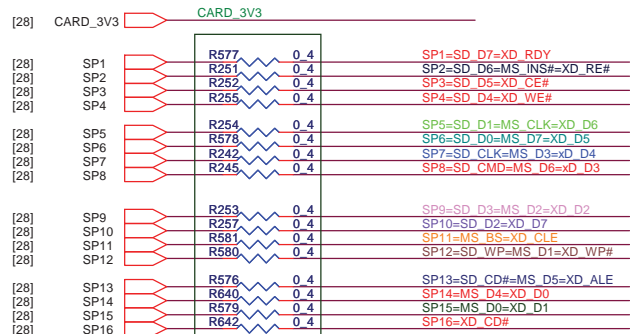 [28] CARD_3V3 CARD_3V3
[28] SP1 R577 0_4 SP1=SD_D7=XD_RDY
[28] SP2 R251 0_4 SP2=SD_D6=MS_INS#=XD_RE#
[28] SP3 R252 0_4 SP3=SD_D5=XD_CE#
[28] SP4 R255 0_4 SP4=SD_D4=XD_WE#
[28] SP5 R254 0_4 SP5=SD_D1=MS_CLK=XD_D6
[28] SP6 R578 0_4 SP6=SD_D0=MS_D7=XD_D5
[28] SP7 R242 0_4 SP7=SD_CLK=MS_D3=xD_D4
[28] SP8 R245 0_4 SP8=SD_CMD=MS_D6=xD_D3
[28] SP9 R253 0_4 SP9=SD_D3=MS_D2=XD_D2
[28] SP10 R257 0_4 SP10=SD_D2=XD_D7
[28] SP11 R581 0_4 SP11=MS_BS=XD_CLE
[28] SP12 R580 0_4 SP12=SD_WP=MS_D1=XD_WP#
[28] SP13 R576 0_4 SP13=SD_CD#=MS_D5=XD_ALE
[28] SP14 R640 0_4 SP14=MS_D4=XD_D0
[28] SP15 R579 0_4 SP15=MS_D0=XD_D1
[28] SP16 R642 0_4 SP16=XD_CD#